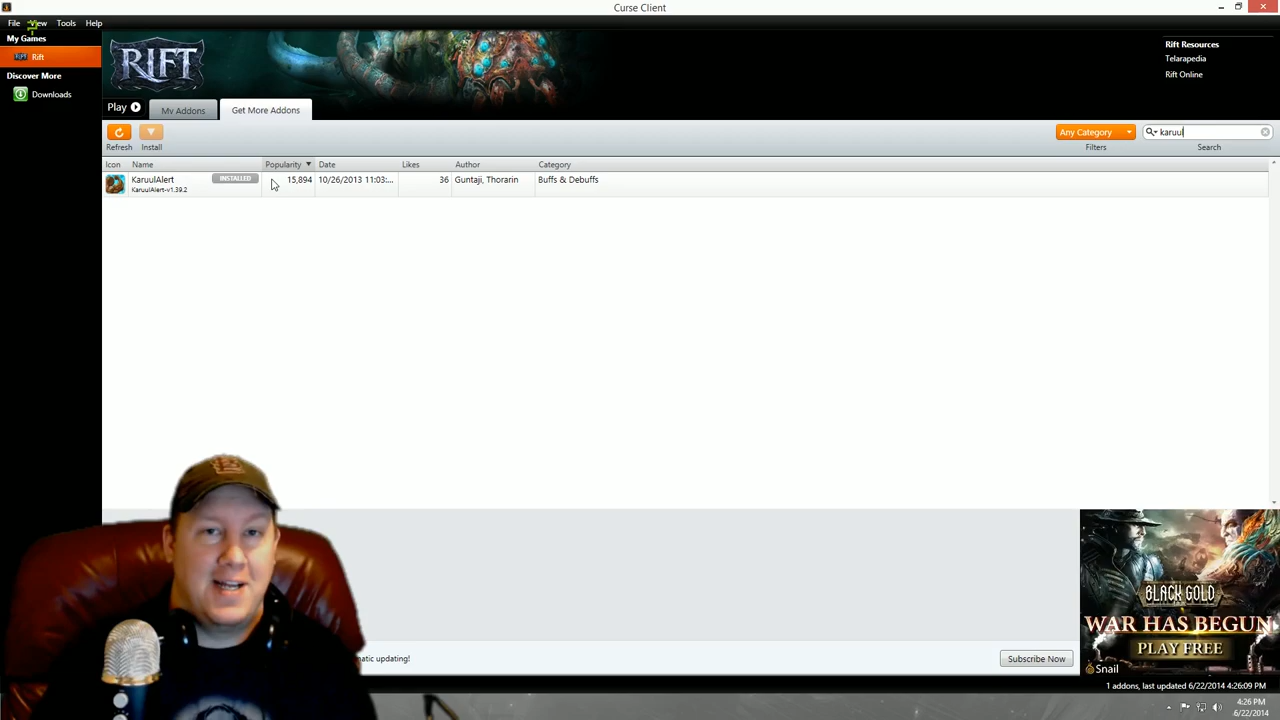 Curse Client
File View Tools Help
My Games
Rift
Discover More
Downloads
RIFT
Rift Resources
Telarapedia
Rift Online
Play
My Addons
Get More Addons
Refresh
Install
Any Category
Filters
karuul
Search
Icon Name Popularity Date Likes Author Category
KaruulAlert INSTALLED 15,894 10/26/2013 11:03:... 36 Guntaji, Thorarin Buffs & Debuffs
KaruulAlert-v1.39.2
BLACK GOLD
WAR HAS BEGUN
PLAY FREE
Snail
matic updating!
Subscribe Now
1 addons, last updated 6/22/2014 4:26:09 PM
4:26 PM
6/22/2014